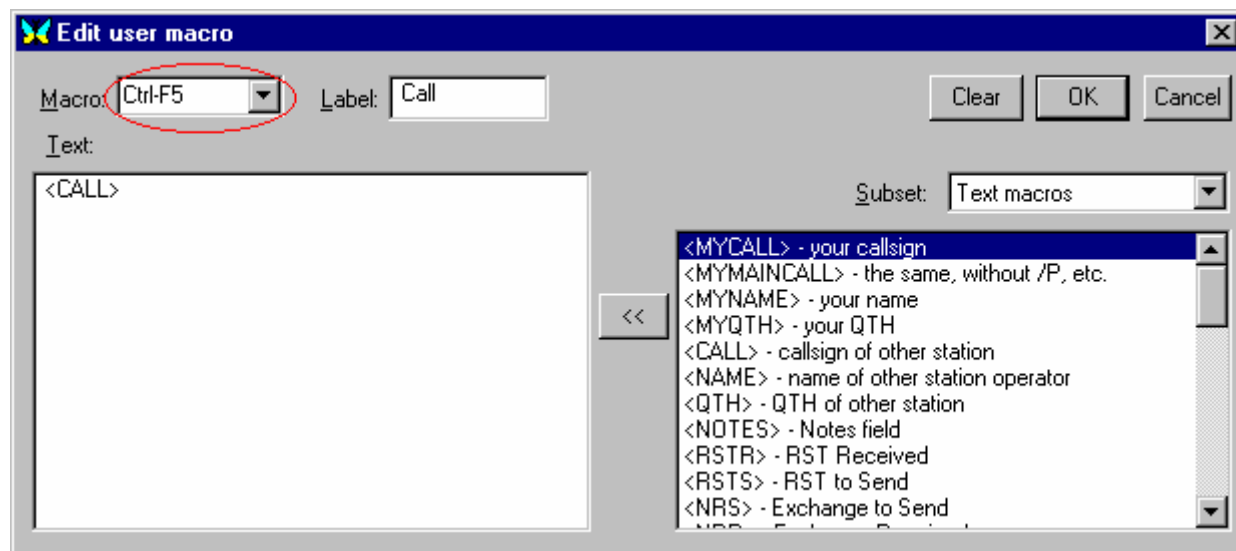 Edit user macro
Macro: Ctrl-F5 Label: Call Clear OK Cancel
Text:
<CALL>
Subset: Text macros
<<
<MYCALL> - your callsign
<MYMAINCALL> - the same, without /P, etc.
<MYNAME> - your name
<MYQTH> - your QTH
<CALL> - callsign of other station
<NAME> - name of other station operator
<QTH> - QTH of other station
<NOTES> - Notes field
<RSTR> - RST Received
<RSTS> - RST to Send
<NRS> - Exchange to Send